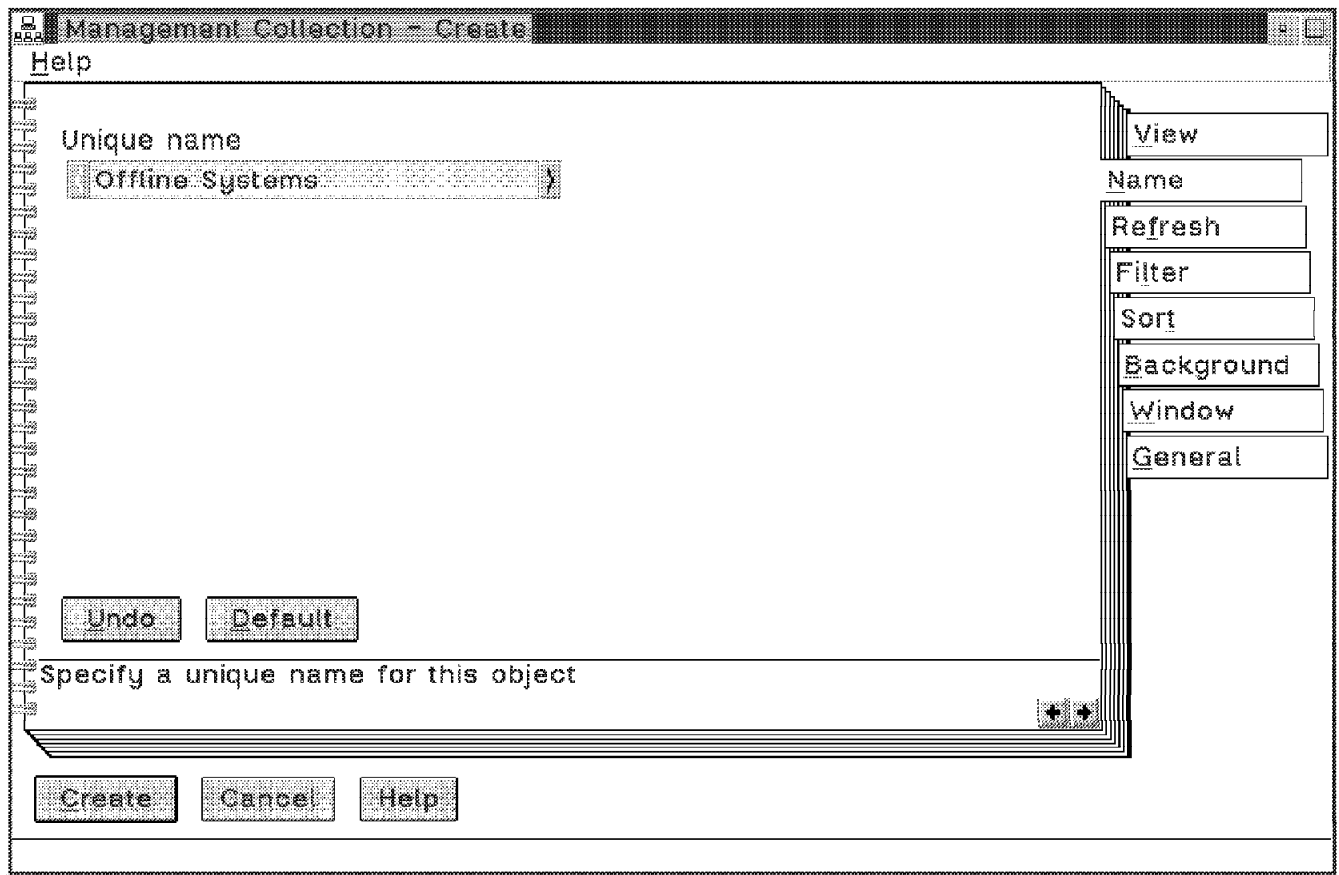 Management Collection - Create
Help
Unique name
Offline Systems
View
Name
Refresh
Filter
Sort
Background
Window
General
Undo Default
Specify a unique name for this object
Create Cancel Help